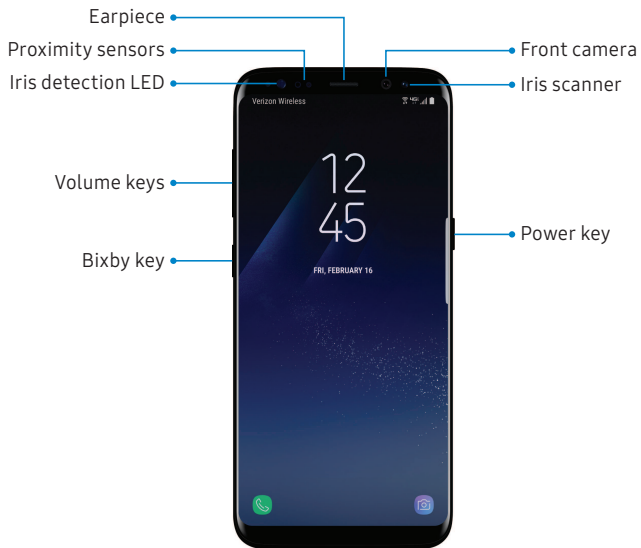 Earpiece
Proximity sensors
Iris detection LED
Front camera
Iris scanner
Verizon Wireless
12
45
FRI, FEBRUARY 16
Volume keys
Bixby key
Power key